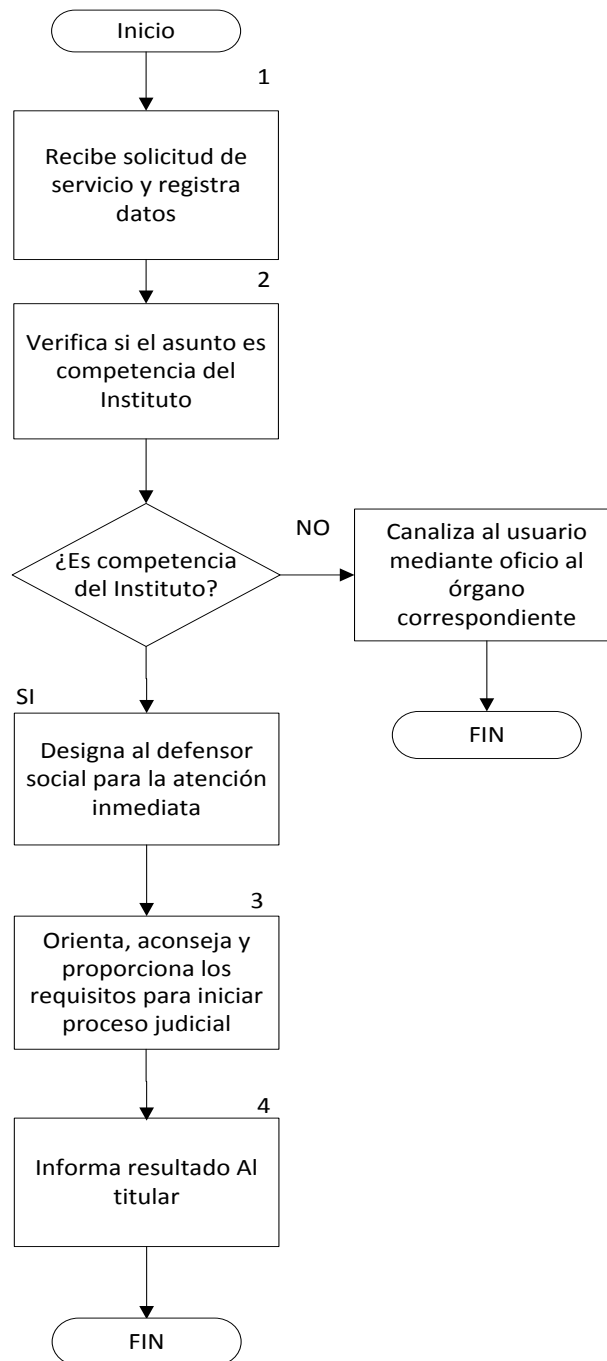 Inicio
1
Recibe solicitud de
servicio y registra
datos
2
Verifica si el asunto es
competencia del
Instituto
¿Es competencia
del Instituto?
NO
Canaliza al usuario
mediante oficio al
órgano
correspondiente
FIN
SI
Designa al defensor
social para la atención
inmediata
3
Orienta, aconseja y
proporciona los
requisitos para iniciar
proceso judicial
4
Informa resultado Al
titular
FIN